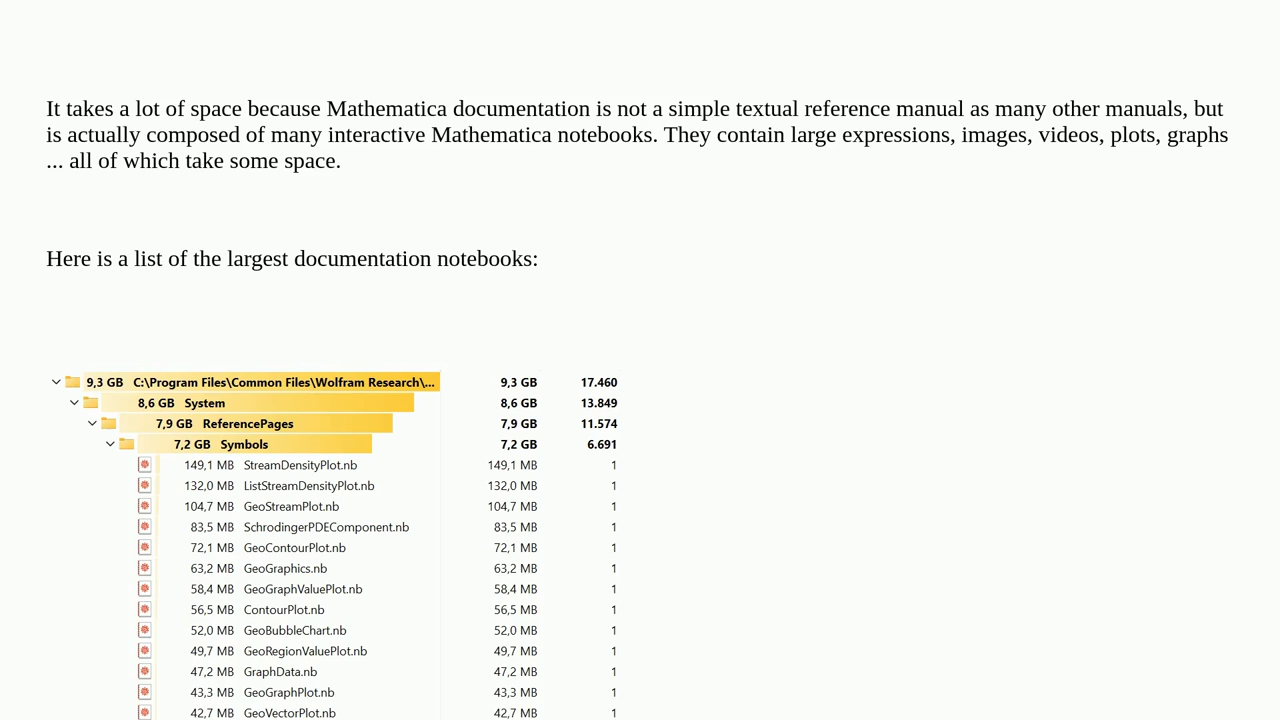 It takes a lot of space because Mathematica documentation is not a simple textual reference manual as many other manuals, but
is actually composed of many interactive Mathematica notebooks. They contain large expressions, images, videos, plots, graphs
... all of which take some space.
Here is a list of the largest documentation notebooks:
9,3 GB C:\Program Files\Common Files\Wolfram Research\... 9,3 GB 17.460
8,6 GB System 8,6 GB 13.849
7,9 GB ReferencePages 7,9 GB 11.574
7,2 GB Symbols 7,2 GB 6.691
149,1 MB StreamDensityPlot.nb 149,1 MB 1
132,0 MB ListStreamDensityPlot.nb 132,0 MB 1
104,7 MB GeoStreamPlot.nb 104,7 MB 1
83,5 MB SchrodingerPDEComponent.nb 83,5 MB 1
72,1 MB GeoContourPlot.nb 72,1 MB 1
63,2 MB GeoGraphics.nb 63,2 MB 1
58,4 MB GeoGraphValuePlot.nb 58,4 MB 1
56,5 MB ContourPlot.nb 56,5 MB 1
52,0 MB GeoBubbleChart.nb 52,0 MB 1
49,7 MB GeoRegionValuePlot.nb 49,7 MB 1
47,2 MB GraphData.nb 47,2 MB 1
43,3 MB GeoGraphPlot.nb 43,3 MB 1
42,7 MB GeoVectorPlot.nb 42,7 MB 1